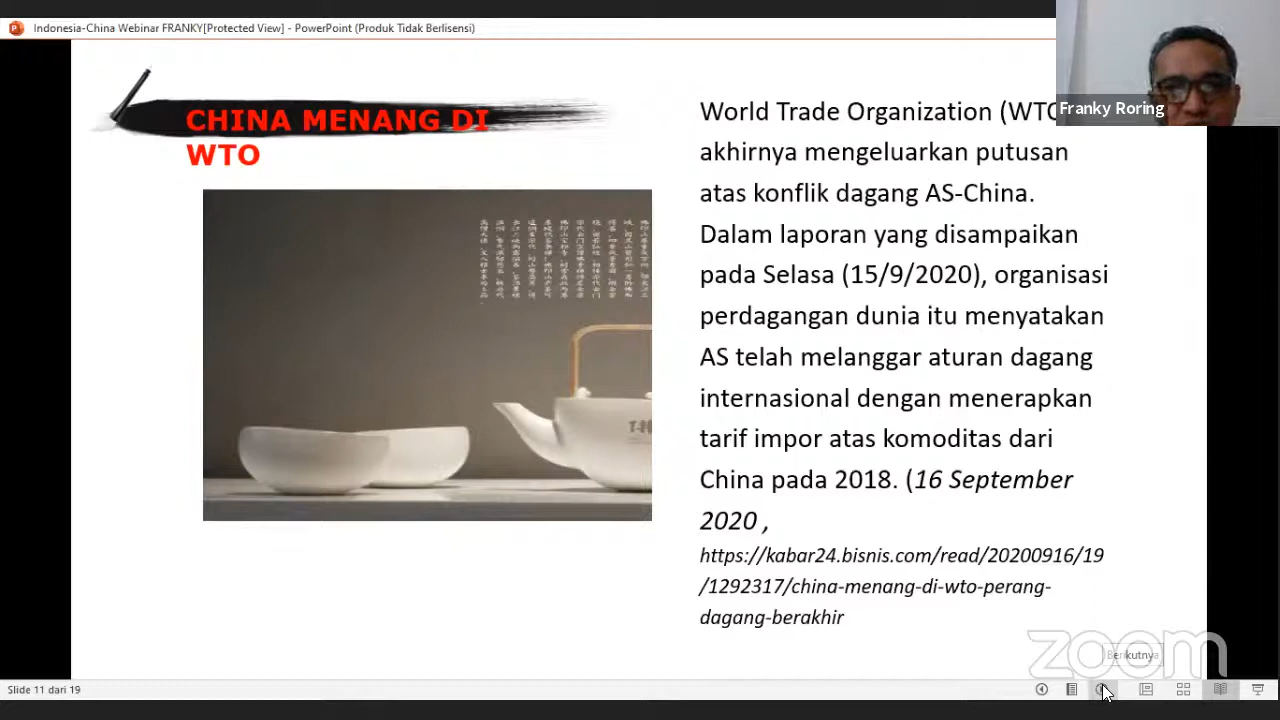 Indonesia-China Webinar FRANKY[Protected View] - PowerPoint (Produk Tidak Berlisensi)
Franky Roring
CHINA MENANG DI
WTO
World Trade Organization (WTO
akhirnya mengeluarkan putusan
atas konflik dagang AS-China.
Dalam laporan yang disampaikan
pada Selasa (15/9/2020), organisasi
perdagangan dunia itu menyatakan
AS telah melanggar aturan dagang
internasional dengan menerapkan
tarif impor atas komoditas dari
China pada 2018. (16 September
2020 ,
https://kabar24.bisnis.com/read/20200916/19
/1292317/china-menang-di-wto-perang-
dagang-berakhir
zoom
Berikutnya
Slide 11 dari 19